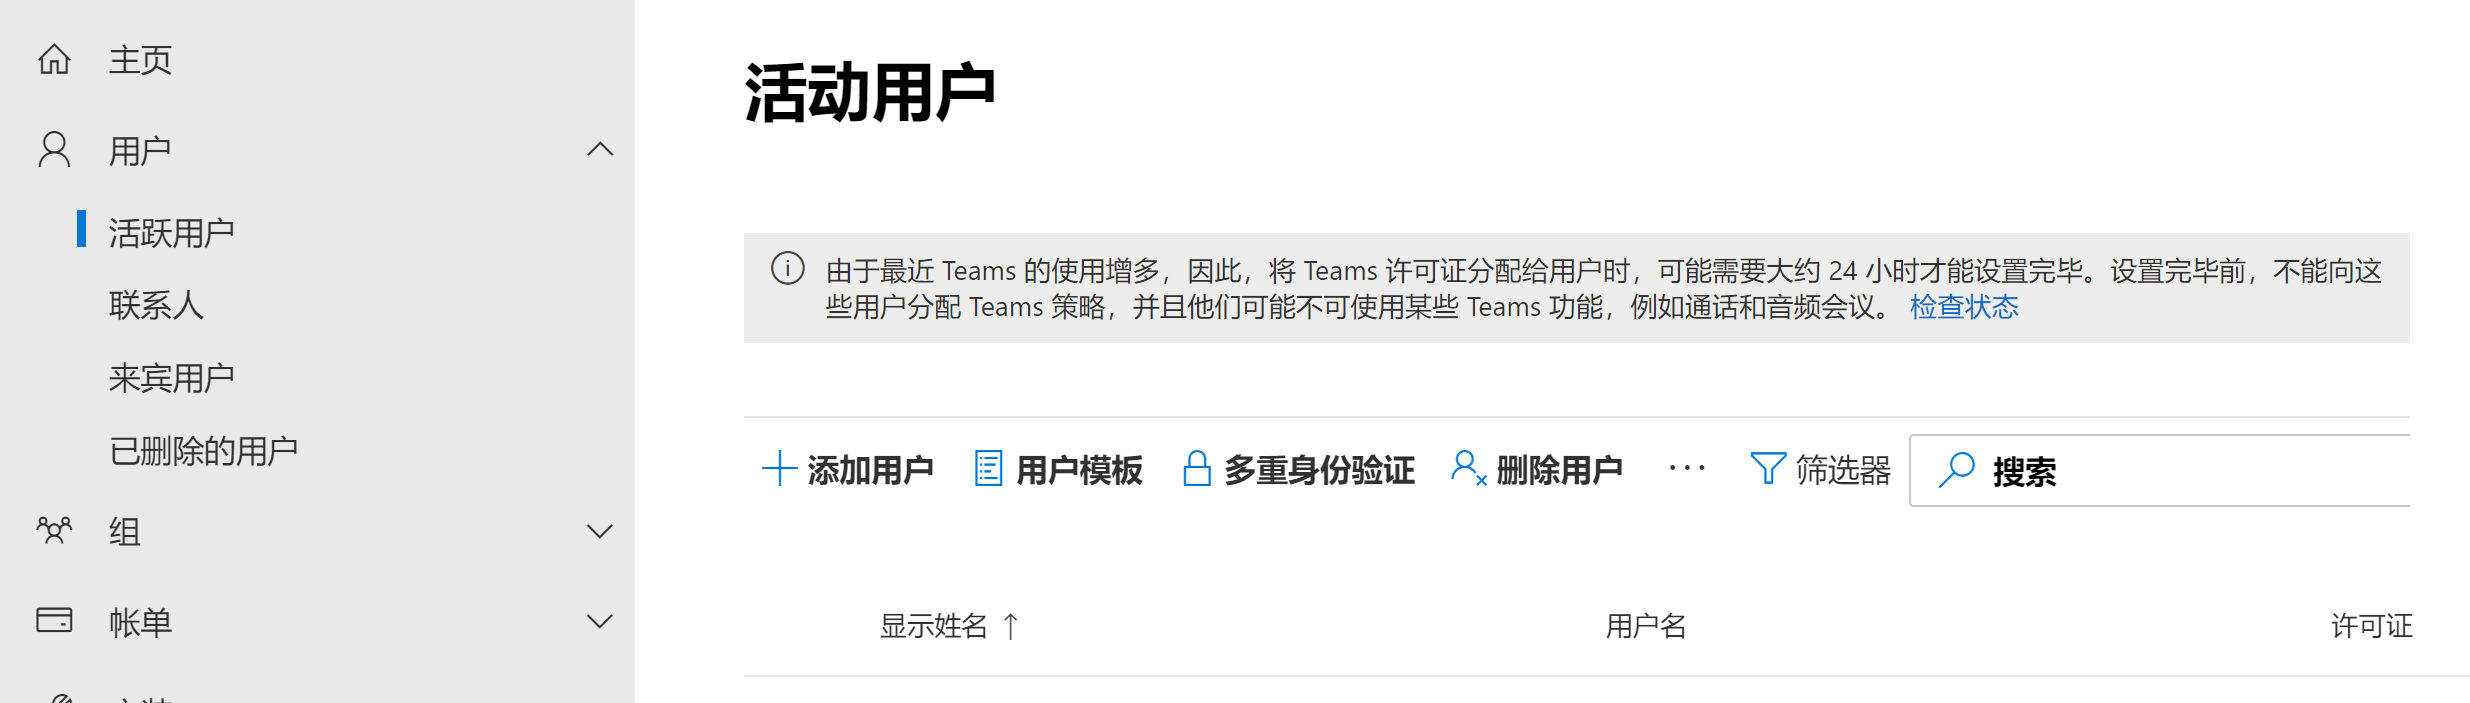 主页
用户
活跃用户
联系人
来宾用户
已删除的用户
组
帐单
活动用户
由于最近 Teams 的使用增多，因此，将 Teams 许可证分配给用户时，可能需要大约 24 小时才能设置完毕。设置完毕前，不能向这
些用户分配 Teams 策略，并且他们可能不可使用某些 Teams 功能，例如通话和音频会议。 检查状态
添加用户 用户模板 多重身份验证 删除用户 ··· 筛选器 搜索
显示姓名 ↑ 用户名 许可证